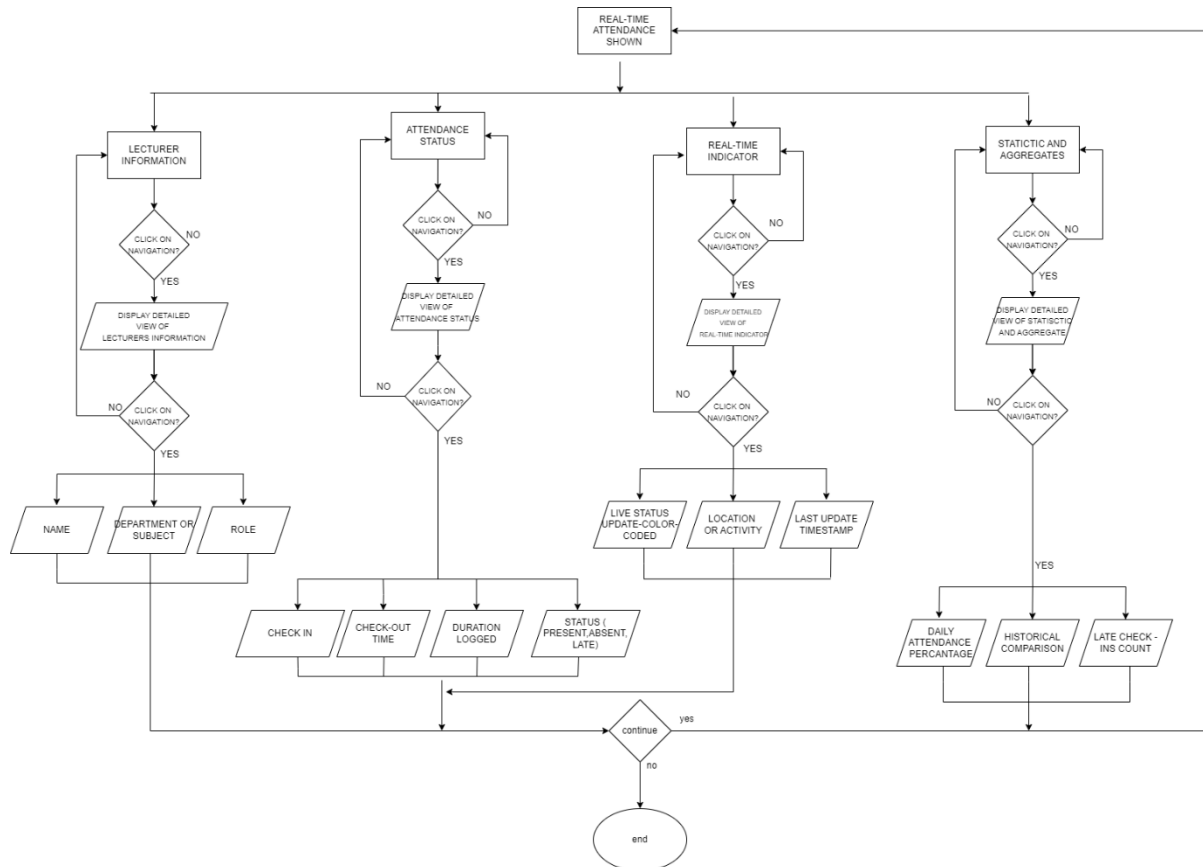 REAL-TIME
ATTENDANCE
SHOWN
LECTURER
INFORMATION
ATTENDANCE
STATUS
REAL-TIME
INDICATOR
STATICTIC AND
AGGREGATES
CLICK ON
NAVIGATION?
NO
YES
CLICK ON
NAVIGATION?
NO
YES
CLICK ON
NAVIGATION?
NO
YES
CLICK ON
NAVIGATION?
NO
YES
DISPLAY DETAILED
VIEW OF
LECTURERS INFORMATION
DISPLAY DETAILED
VIEW OF
ATTENDANCE STATUS
DISPLAY DETAILED
VIEW OF
REAL-TIME INDICATOR
DISPLAY DETAILED
VIEW OF STATISCTIC
AND AGGREGATE
NO
CLICK ON
NAVIGATION?
YES
NO
CLICK ON
NAVIGATION?
YES
NO
CLICK ON
NAVIGATION?
YES
NO
CLICK ON
NAVIGATION?
YES
NAME
DEPARTMENT OR
SUBJECT
ROLE
CHECK IN
CHECK-OUT
TIME
DURATION
LOGGED
STATUS (
PRESENT,ABSENT,
LATE)
LIVE STATUS
UPDATE-COLOR-
CODED
LOCATION
OR ACTIVITY
LAST UPDATE
TIMESTAMP
DAILY
ATTENDANCE
PERCANTAGE
HISTORICAL
COMPARISON
LATE CHECK -
INS COUNT
continue
yes
no
end